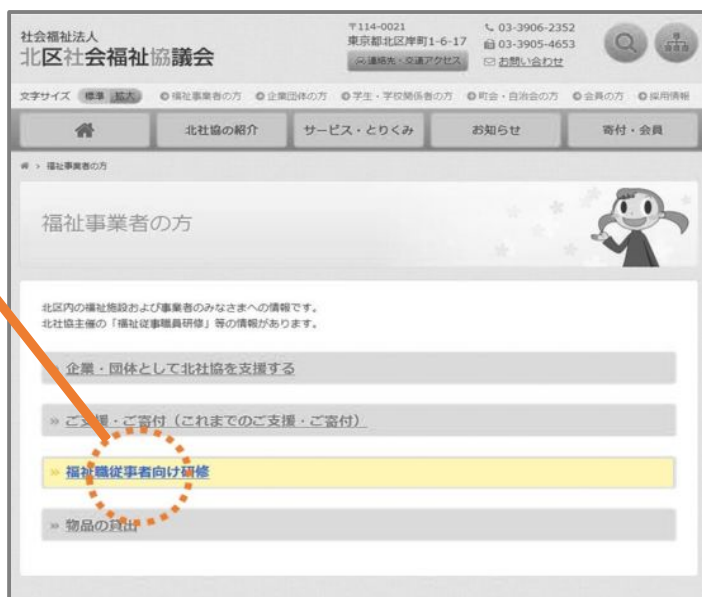 社会福祉法人
北区社会福祉協議会
〒114-0021
東京都北区岸町1-6-17
連絡先・交通アクセス
03-3906-2352
03-3905-4653
お問い合わせ
文字サイズ 標準 拡大 福祉事業者の方 企業団体の方 学生・学校関係者の方 町会・自治会の方 会員の方 採用情報
北社協の紹介 サービス・とりくみ お知らせ 寄付・会員
> 福祉事業者の方
福祉事業者の方
北区内の福祉施設および事業者のみなさまへの情報です。
北社協主催の「福祉従事職員研修」等の情報があります。
» 企業・団体として北社協を支援する
» ご支援・ご寄付（これまでのご支援・ご寄付）
» 福祉職従事者向け研修
» 物品の貸出